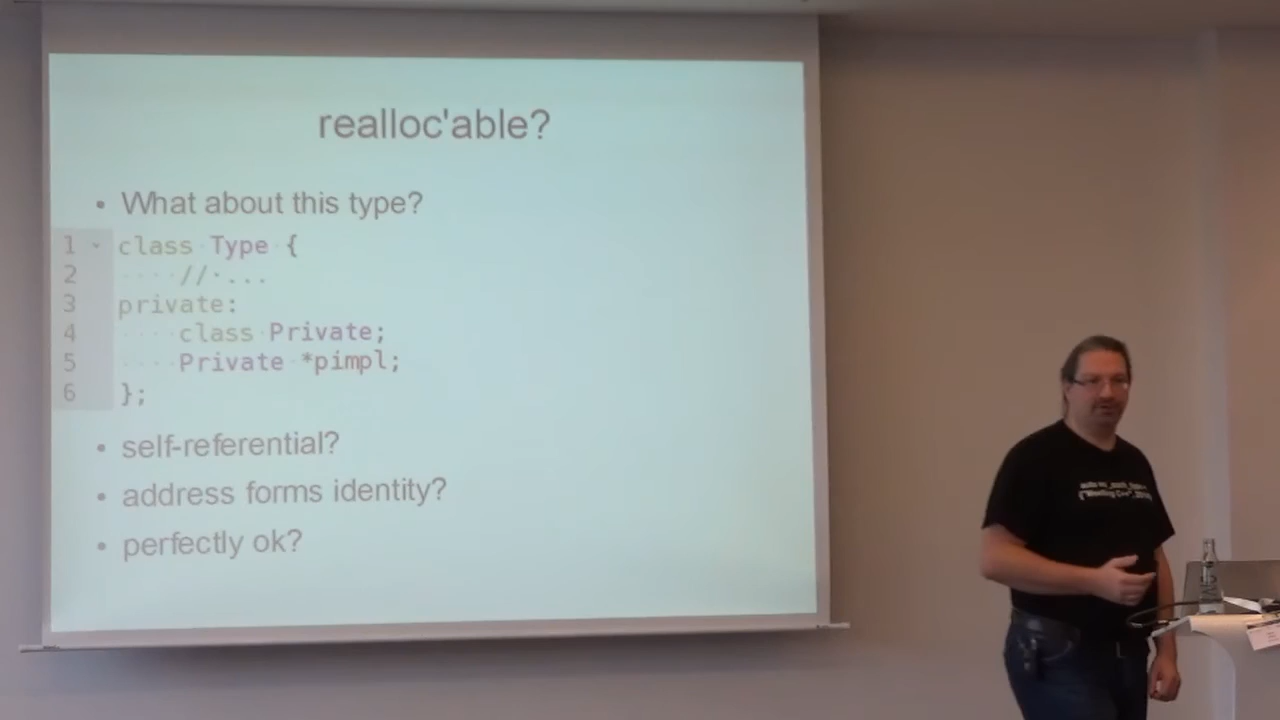 realloc'able?
• What about this type?
1 class Type {
2 // ...
3 private:
4 class Private;
5 Private *pimpl;
6 };
• self-referential?
• address forms identity?
• perfectly ok?